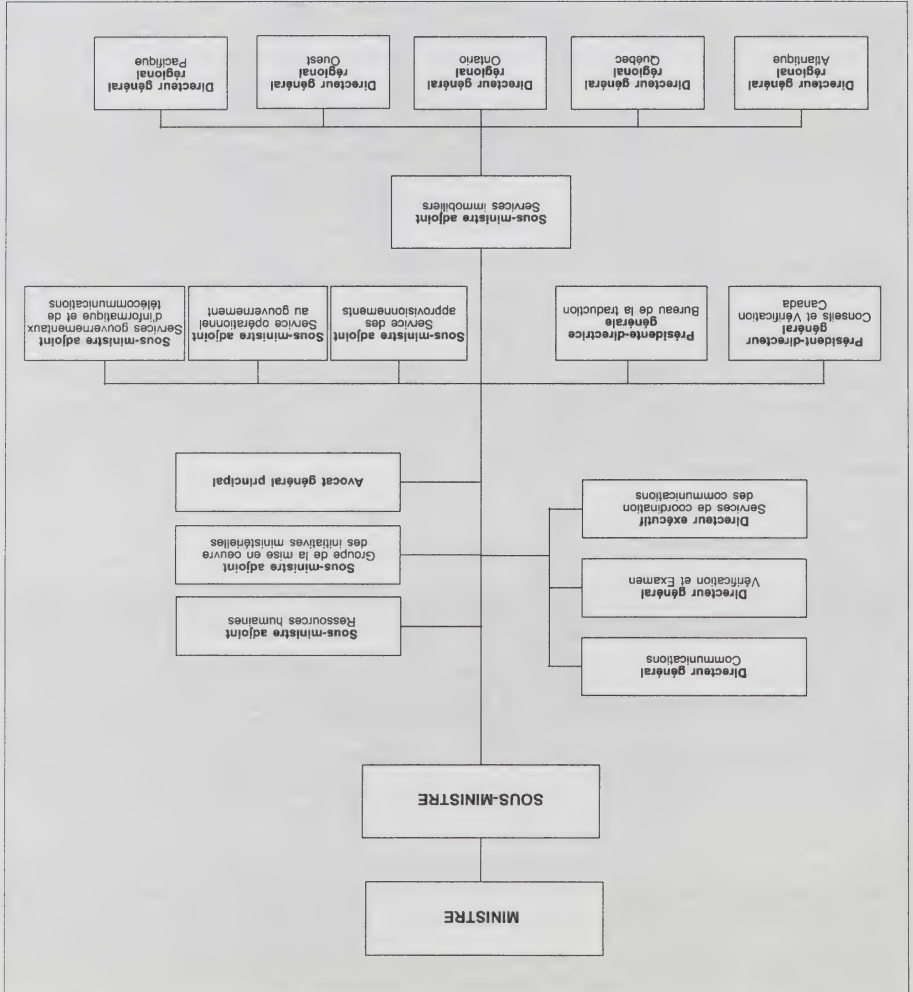 MINISTRE
SOUS-MINISTRE
Directeur général
Communications
Directeur général
Vérification et Examen
Directeur exécutif
Services de coordination
des communications
Sous-ministre adjoint
Ressources humaines
Sous-ministre adjoint
Groupe de la mise en oeuvre
des initiatives ministérielles
Avocat général principal
Président-directeur
général
Conseils et Vérification
Canada
Présidente-directrice
générale
Bureau de la traduction
Sous-ministre adjoint
Service des
approvisionnements
Sous-ministre adjoint
Service opérationnel
au gouvernement
Sous-ministre adjoint
Services gouvernementaux
d'informatique et de
télécommunications
Sous-ministre adjoint
Services immobiliers
Directeur général
régional
Atlantique
Directeur général
régional
Québec
Directeur général
régional
Ontario
Directeur général
régional
Ouest
Directeur général
régional
Pacifique